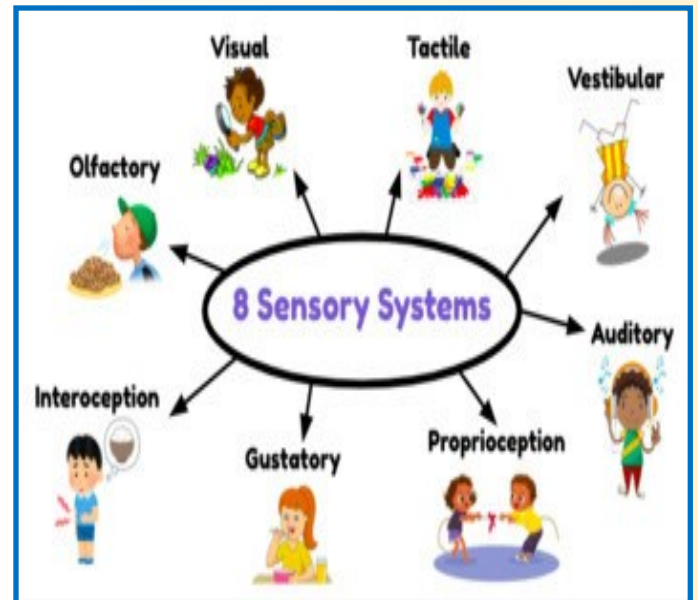 Visual
Tactile
Vestibular
Olfactory
8 Sensory Systems
Auditory
Interoception
Gustatory
Proprioception